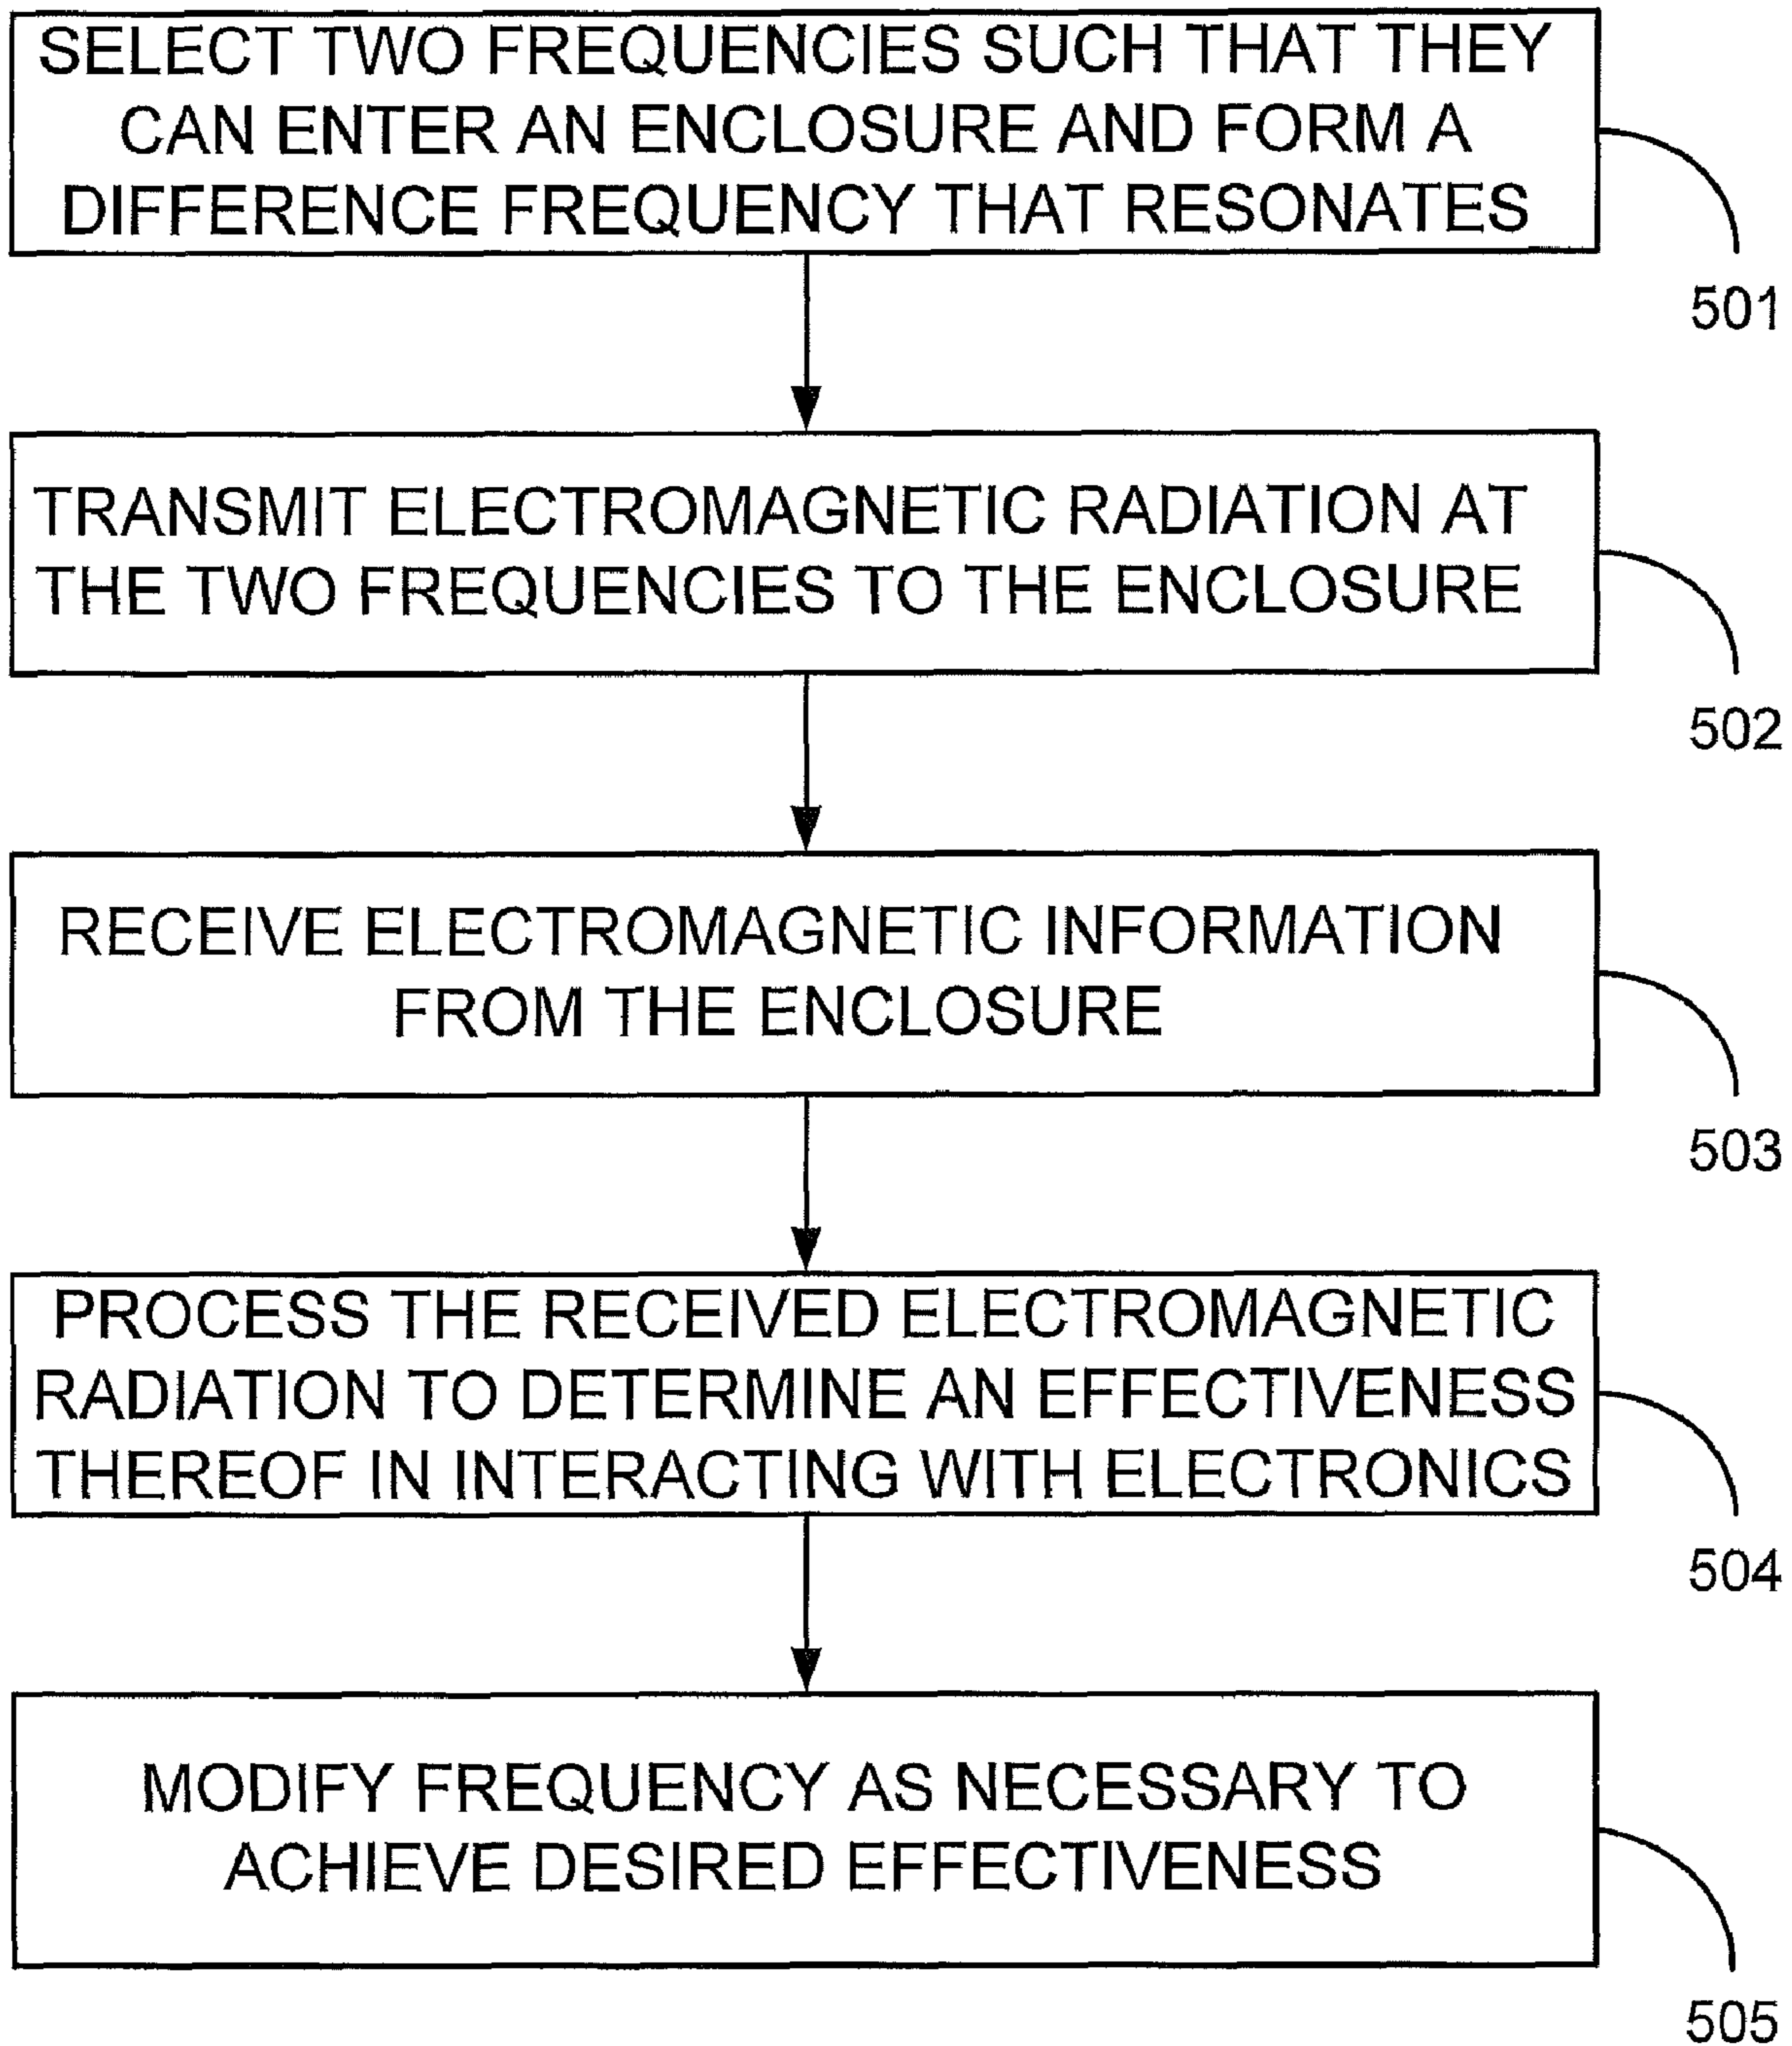 SELECT TWO FREQUENCIES SUCH THAT THEY
CAN ENTER AN ENCLOSURE AND FORM A
DIFFERENCE FREQUENCY THAT RESONATES
501
TRANSMIT ELECTROMAGNETIC RADIATION AT
THE TWO FREQUENCIES TO THE ENCLOSURE
502
RECEIVE ELECTROMAGNETIC INFORMATION
FROM THE ENCLOSURE
503
PROCESS THE RECEIVED ELECTROMAGNETIC
RADIATION TO DETERMINE AN EFFECTIVENESS
THEREOF IN INTERACTING WITH ELECTRONICS
504
MODIFY FREQUENCY AS NECESSARY TO
ACHIEVE DESIRED EFFECTIVENESS
505